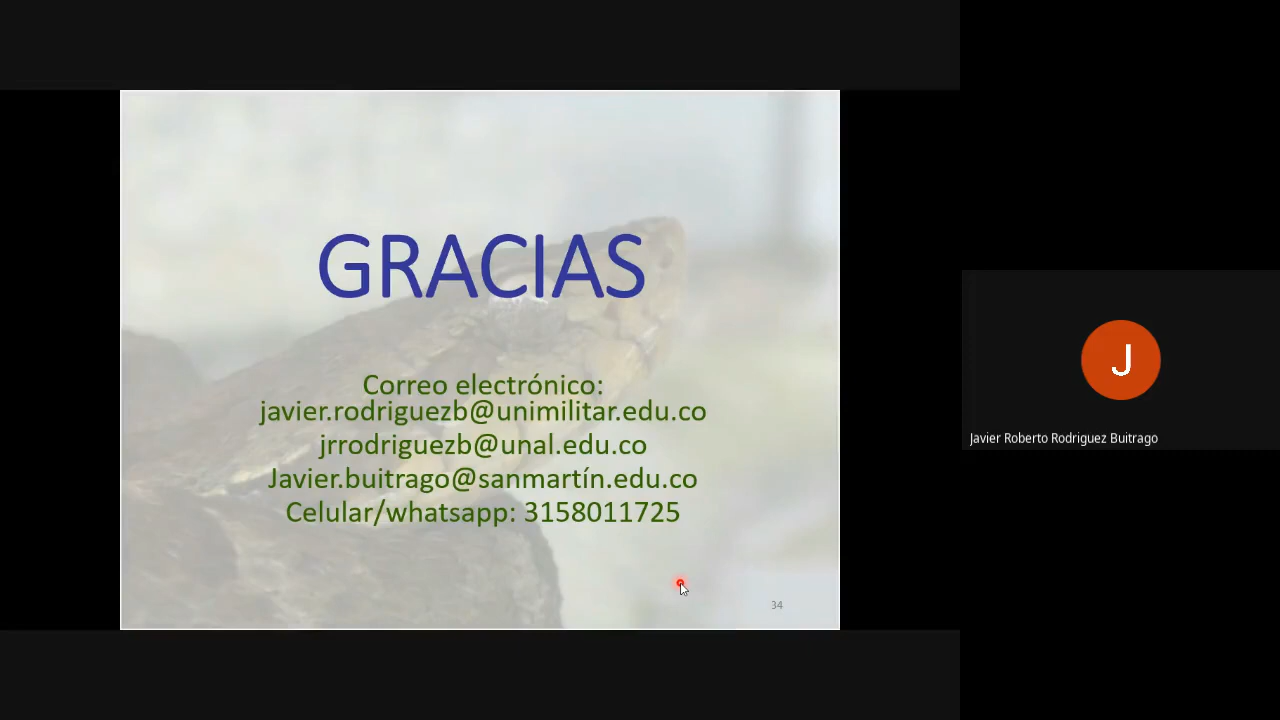 GRACIAS
Correo electrónico:
javier.rodriguezb@unimilitar.edu.co
jrrodriguezb@unal.edu.co
Javier.buitrago@sanmartín.edu.co
Celular/whatsapp: 3158011725
34
J
Javier Roberto Rodriguez Buitrago